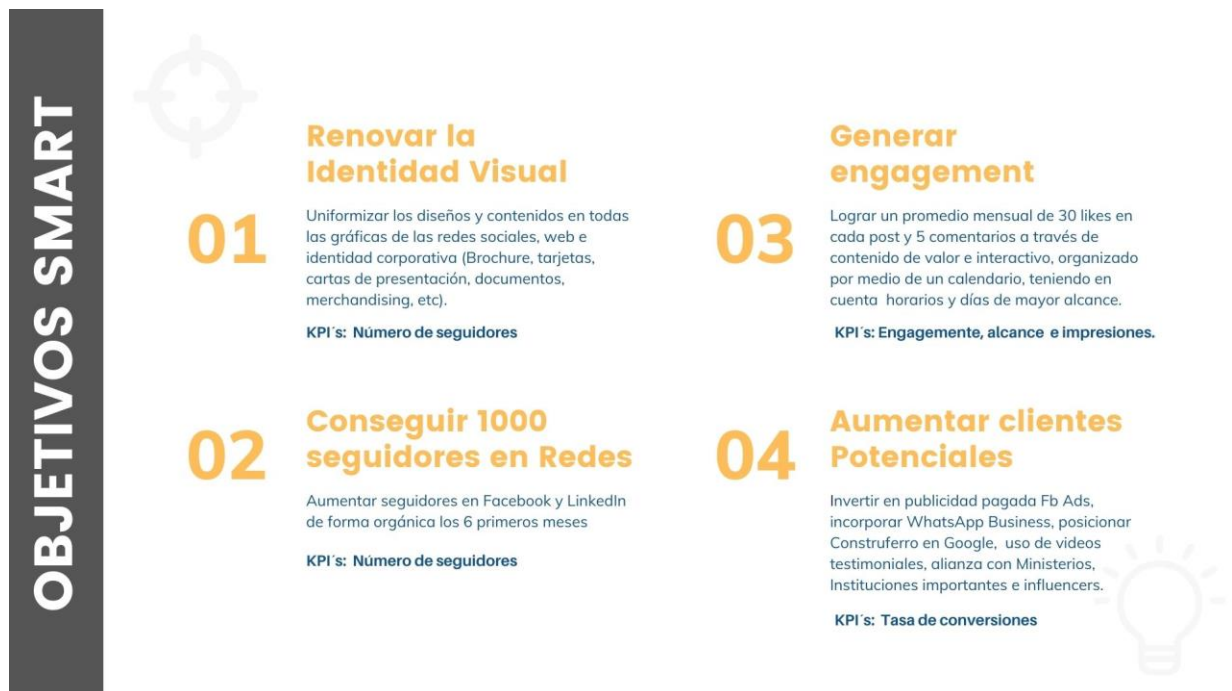 OBJETIVOS SMART
01
Renovar la
Identidad Visual
Uniformizar los diseños y contenidos en todas
las gráficas de las redes sociales, web e
identidad corporativa (Brochure, tarjetas,
cartas de presentación, documentos,
merchandising, etc).
KPI´s: Número de seguidores
02
Conseguir 1000
seguidores en Redes
Aumentar seguidores en Facebook y LinkedIn
de forma orgánica los 6 primeros meses
KPI´s: Número de seguidores
03
Generar
engagement
Lograr un promedio mensual de 30 likes en
cada post y 5 comentarios a través de
contenido de valor e interactivo, organizado
por medio de un calendario, teniendo en
cuenta horarios y días de mayor alcance.
KPI´s: Engagemente, alcance e impresiones.
04
Aumentar clientes
Potenciales
Invertir en publicidad pagada Fb Ads,
incorporar WhatsApp Business, posicionar
Construferro en Google, uso de videos
testimoniales, alianza con Ministerios,
Instituciones importantes e influencers.
KPI´s: Tasa de conversiones